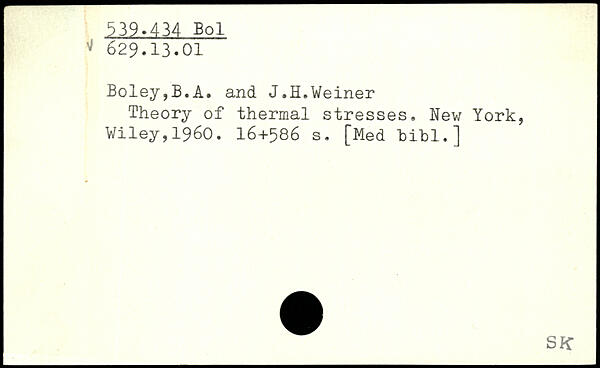 539.434 Bol
v 629.13.01
Boley,B.A. and J.H.Weiner
Theory of thermal stresses. New York,
Wiley,1960. 16+586 s. [Med bibl.]
SK